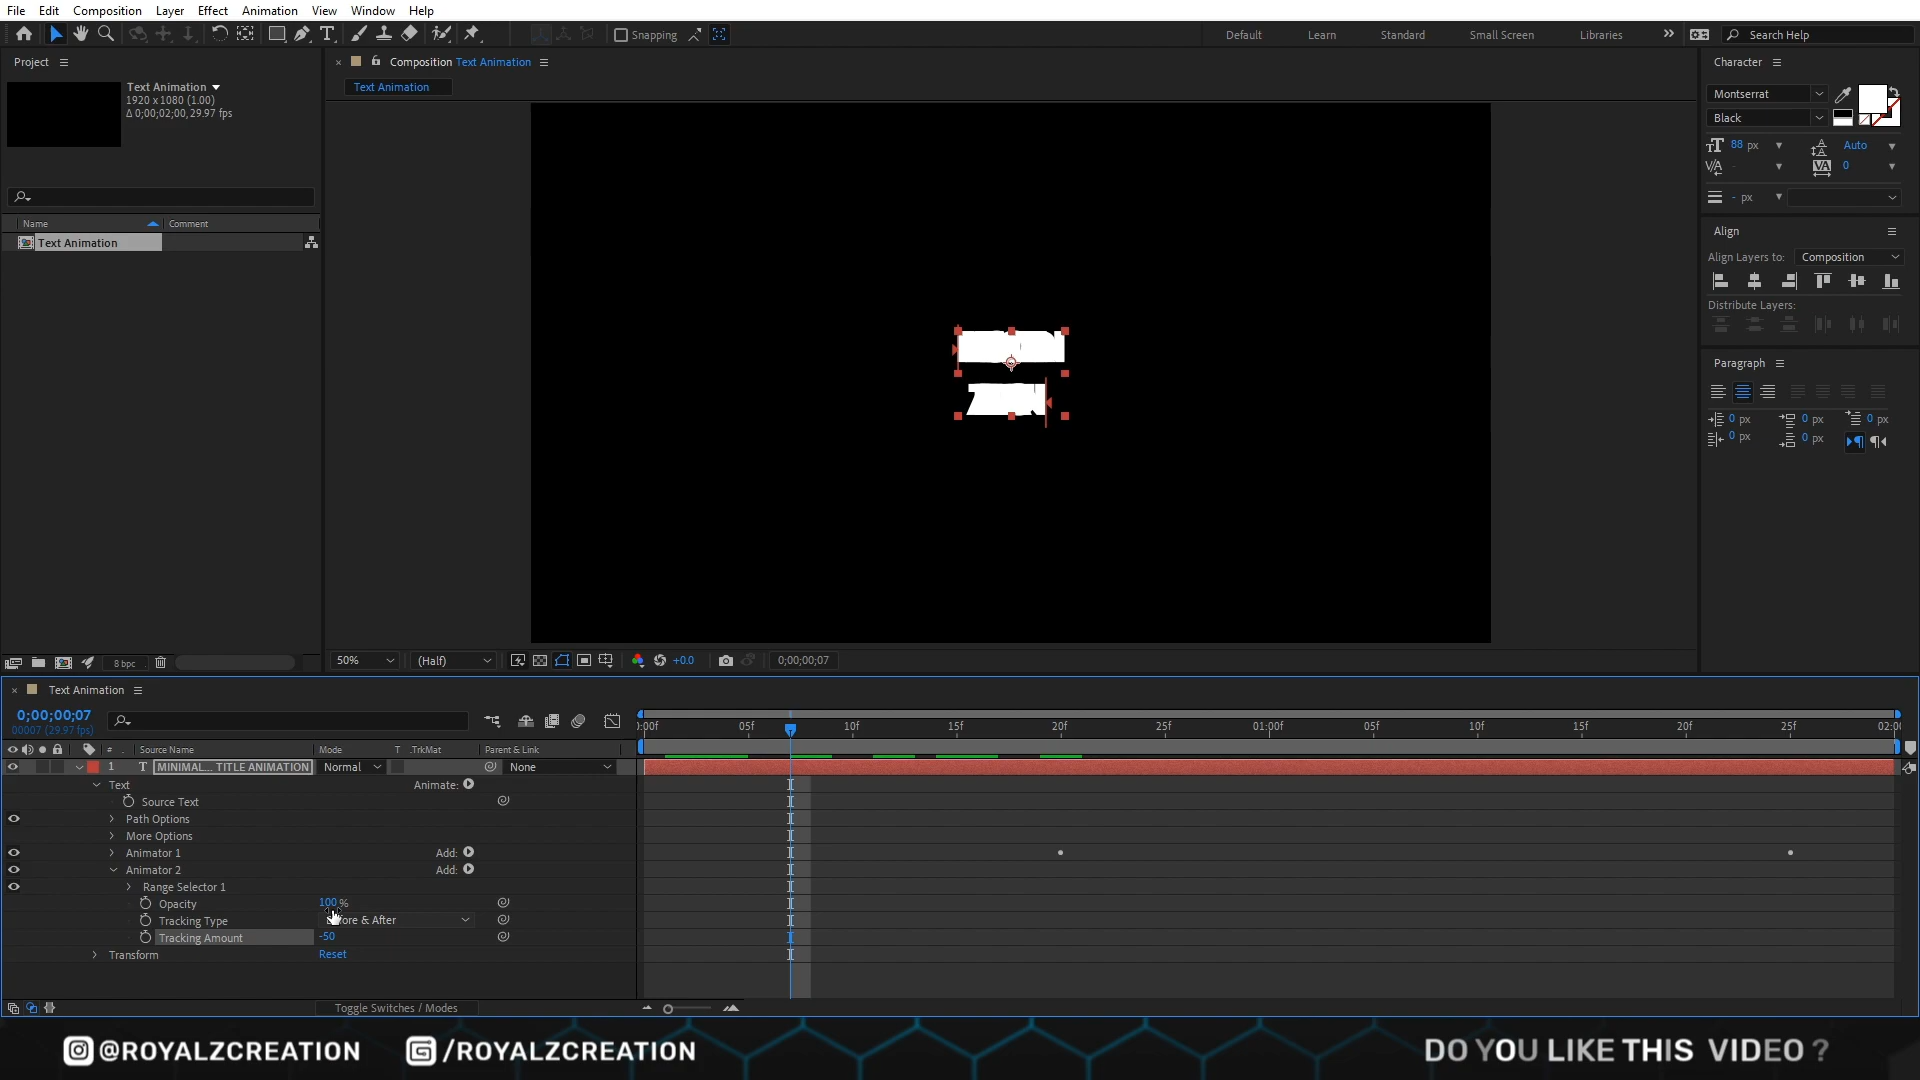 File Edit Composition Layer Effect Animation View Window Help
Snapping
Default Learn Standard Small Screen Libraries Search Help
Project
Text Animation
1920 x 1080 (1.00)
Δ 0;00;02;00, 29.97 fps
Name Comment
Text Animation
8 bpc
Composition Text Animation
Text Animation
50% (Half) +0.0 0;00;00;07
Character
Montserrat
Black
88 px Auto
0
- px
Align
Align Layers to: Composition
Distribute Layers:
Paragraph
0 px 0 px 0 px
0 px 0 px
Text Animation
0;00;00;07
00007 (29.97 fps)
:00f 05f 10f 15f 20f 25f 01:00f 05f 10f 15f 20f 25f 02:0
# Source Name Mode T .TrkMat Parent & Link
1 T MINIMAL... TITLE ANIMATION Normal None
Text Animate:
Source Text
Path Options
More Options
Animator 1 Add:
Animator 2 Add:
Range Selector 1
Opacity 100 %
Tracking Type & After
Tracking Amount -50
Transform Reset
Toggle Switches / Modes
@ROYALZCREATION /ROYALZCREATION DO YOU LIKE THIS VIDEO ?